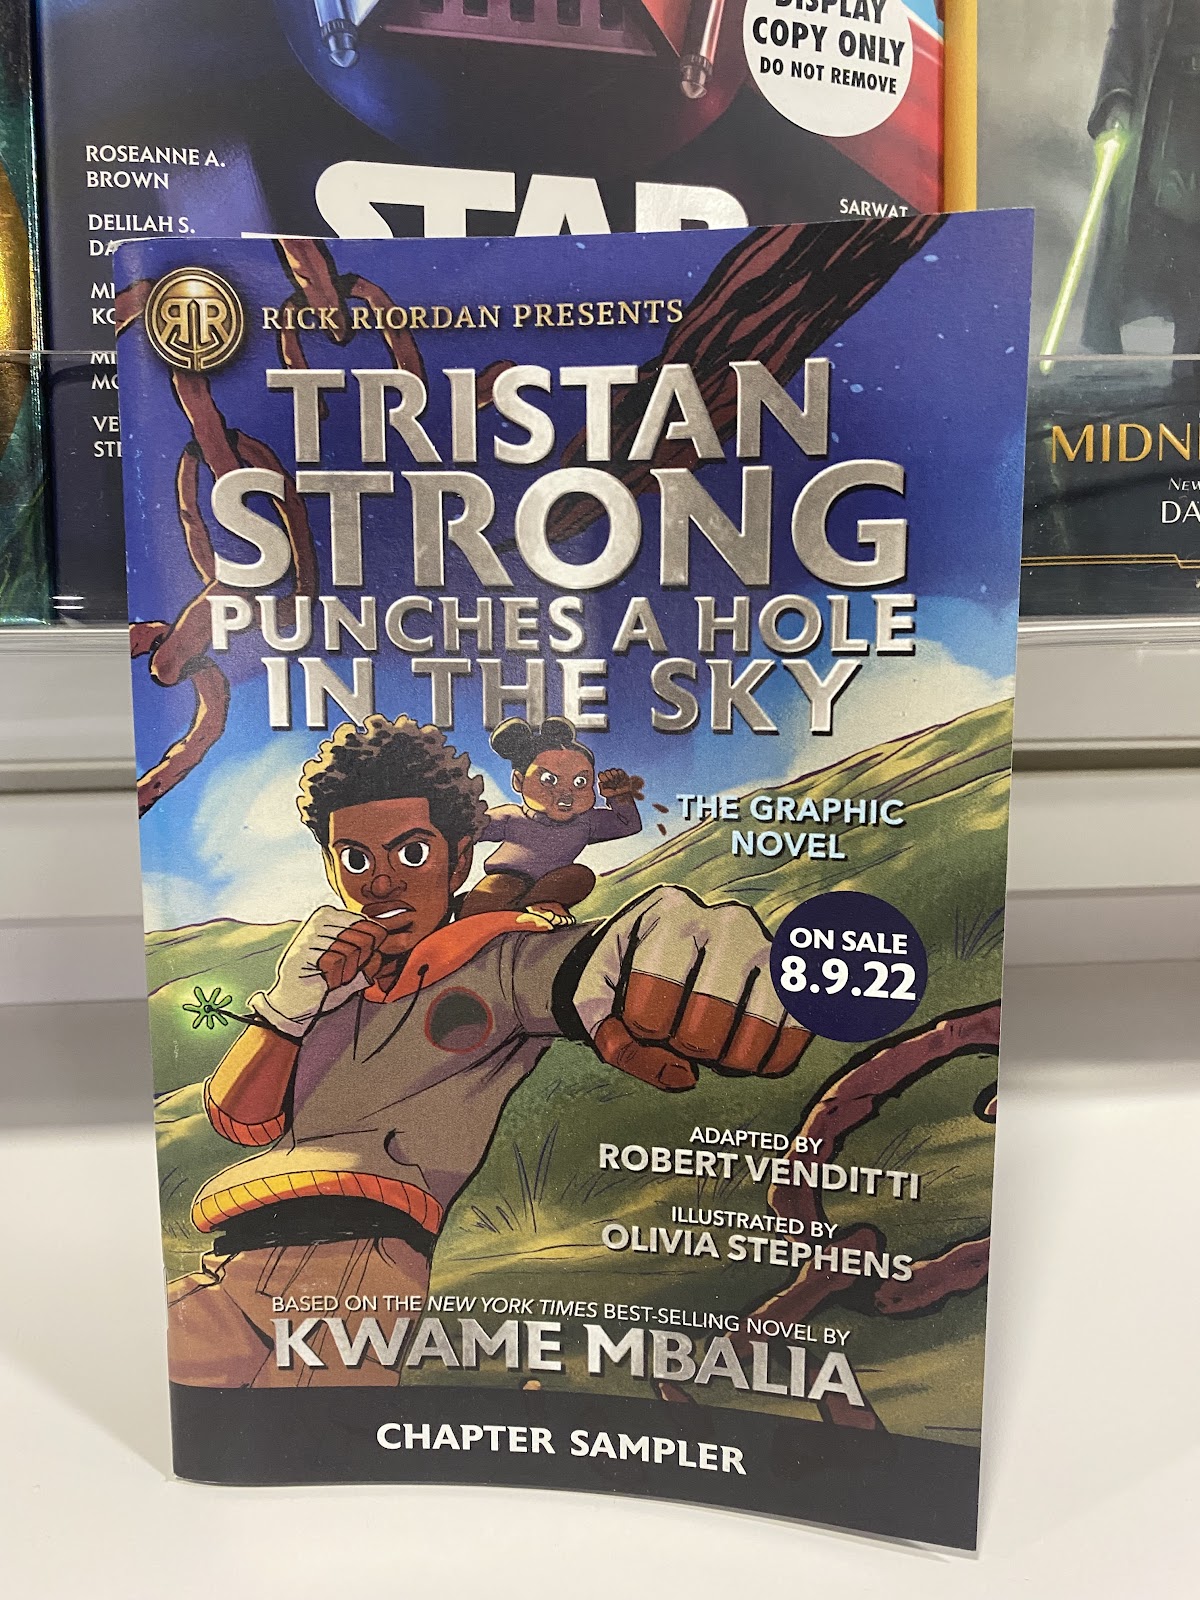 DISPLAY
COPY ONLY
DO NOT REMOVE
ROSEANNE A.
BROWN
DELILAH S.
STAR
SARWAT
MIDN
RR
RICK RIORDAN PRESENTS
TRISTAN
STRONG
PUNCHES A HOLE
IN THE SKY
THE GRAPHIC
NOVEL
ON SALE
8.9.22
ADAPTED BY
ROBERT VENDITTI
ILLUSTRATED BY
OLIVIA STEPHENS
BASED ON THE NEW YORK TIMES BEST-SELLING NOVEL BY
KWAME MBALIA
CHAPTER SAMPLER